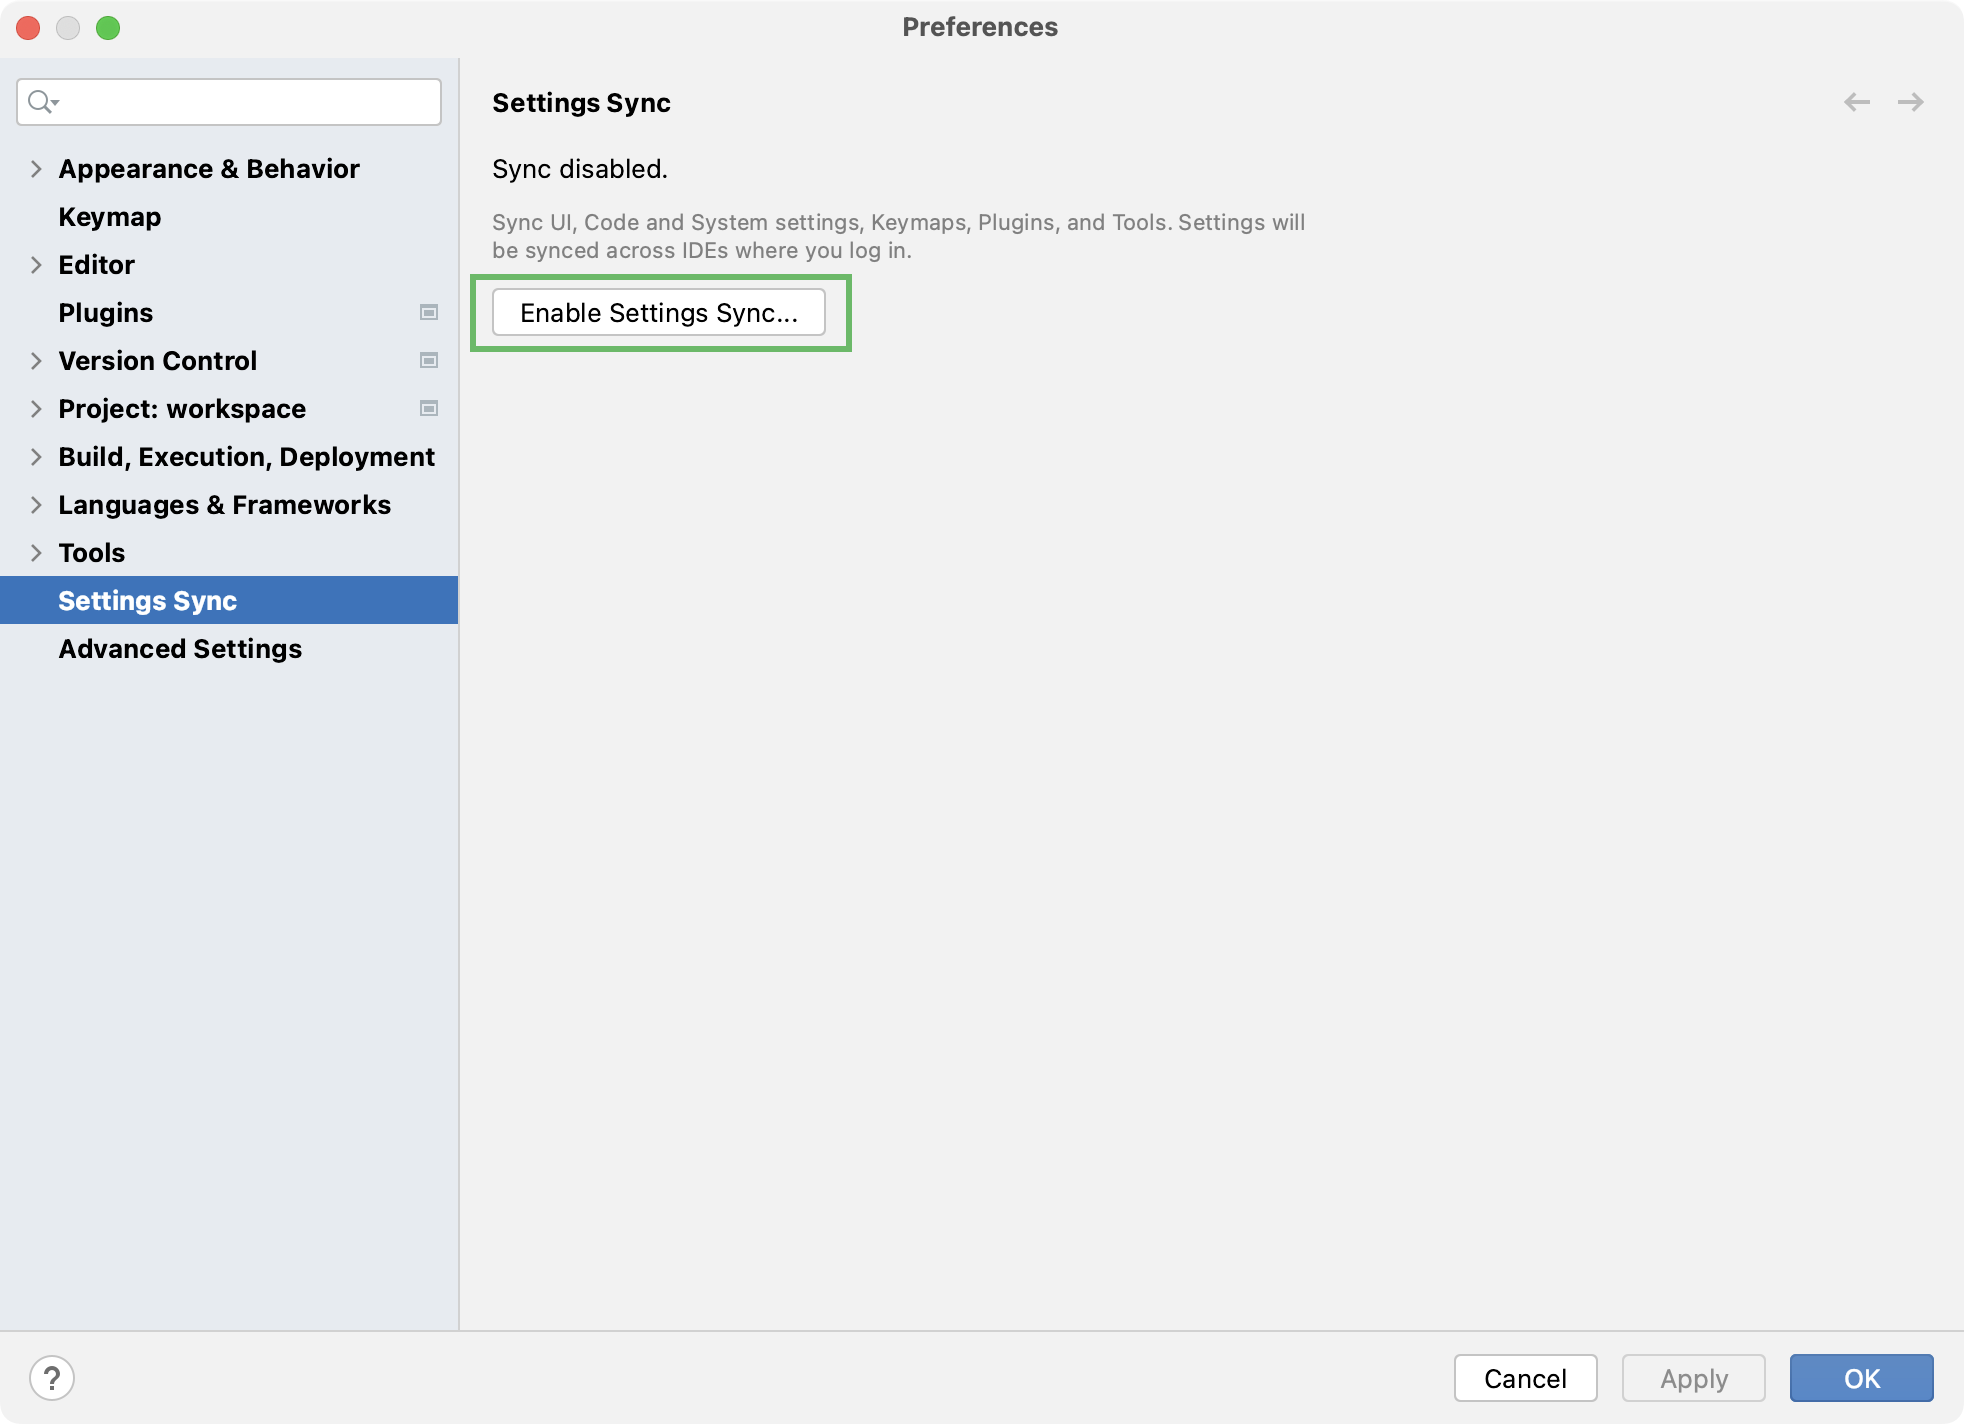 Preferences
Appearance & Behavior
Keymap
Editor
Plugins
Version Control
Project: workspace
Build, Execution, Deployment
Languages & Frameworks
Tools
Settings Sync
Advanced Settings
Settings Sync
Sync disabled.
Sync UI, Code and System settings, Keymaps, Plugins, and Tools. Settings will
be synced across IDEs where you log in.
Enable Settings Sync...
?
Cancel
Apply
OK